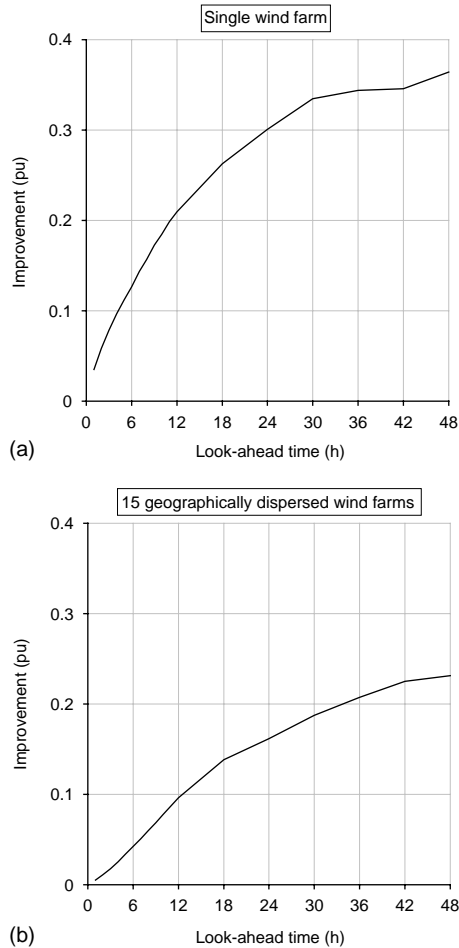 Single wind farm
0.4
0.3
0.2
0.1
0
Improvement (pu)
0 6 12 18 24 30 36 42 48
Look-ahead time (h)
(a)
15 geographically dispersed wind farms
0.4
0.3
0.2
0.1
0
Improvement (pu)
0 6 12 18 24 30 36 42 48
Look-ahead time (h)
(b)